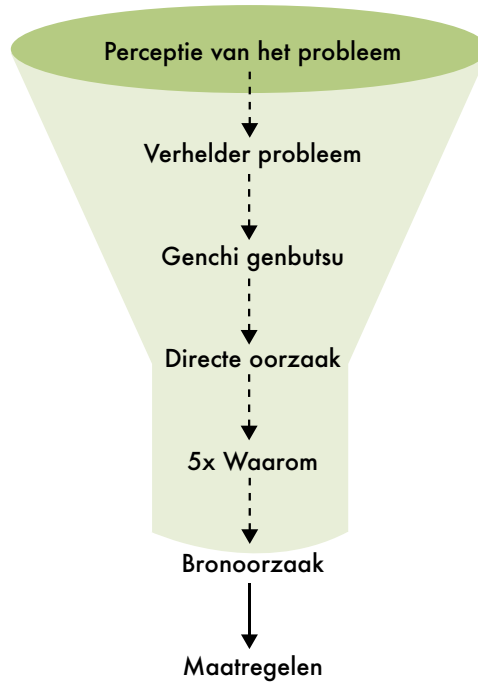 Perceptie van het probleem
Verhelder probleem
Genchi genbutsu
Directe oorzaak
5x Waarom
Bronoorzaak
Maatregelen